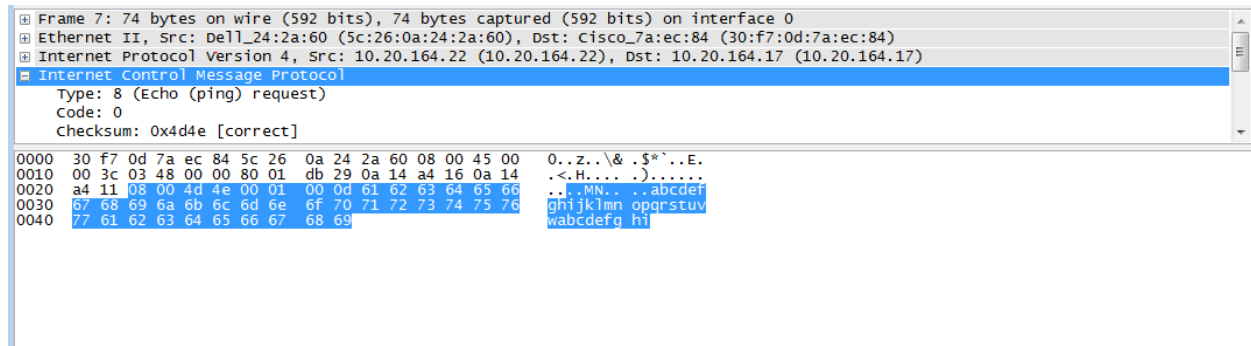 Frame 7: 74 bytes on wire (592 bits), 74 bytes captured (592 bits) on interface 0
Ethernet II, Src: Dell_24:2a:60 (5c:26:0a:24:2a:60), Dst: Cisco_7a:ec:84 (30:f7:0d:7a:ec:84)
Internet Protocol Version 4, Src: 10.20.164.22 (10.20.164.22), Dst: 10.20.164.17 (10.20.164.17)
Internet Control Message Protocol
Type: 8 (Echo (ping) request)
Code: 0
Checksum: 0x4d4e [correct]
0000 30 f7 0d 7a ec 84 5c 26 0a 24 2a 60 08 00 45 00 0..z..\& .$*`..E.
0010 00 3c 03 48 00 00 80 01 db 29 0a 14 a4 16 0a 14 .<.H.... .)......
0020 a4 11 08 00 4d 4e 00 01 00 0d 61 62 63 64 65 66 ....MN.. ..abcdef
0030 67 68 69 6a 6b 6c 6d 6e 6f 70 71 72 73 74 75 76 ghijklmn opqrstuv
0040 77 61 62 63 64 65 66 67 68 69 wabcdefg hi